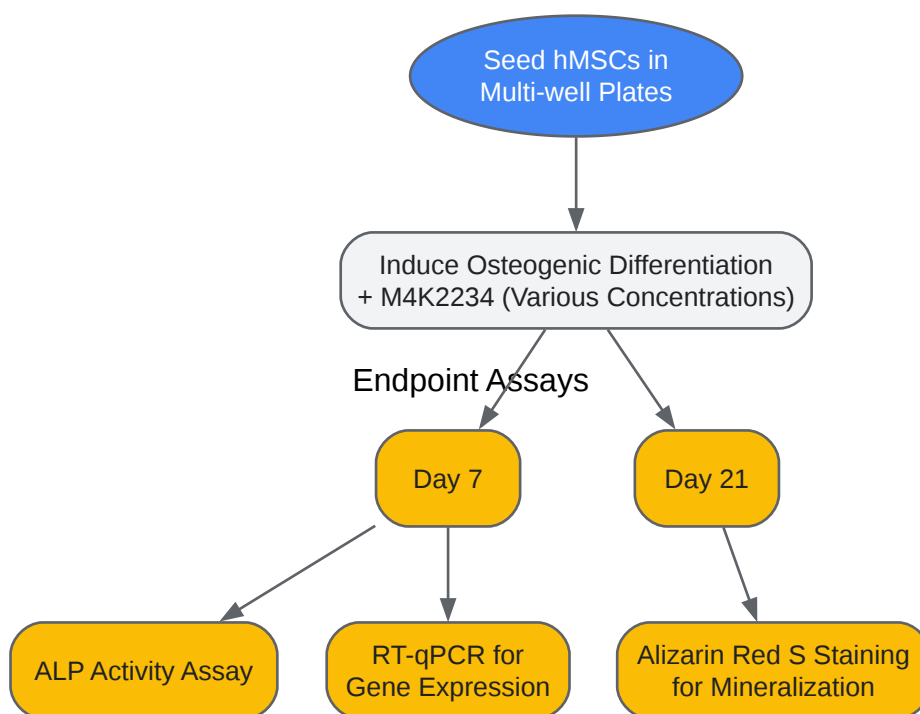 Seed hMSCs in
Multi-well Plates
Induce Osteogenic Differentiation
+ M4K2234 (Various Concentrations)
Endpoint Assays
Day 7
Day 21
ALP Activity Assay
RT-qPCR for
Gene Expression
Alizarin Red S Staining
for Mineralization